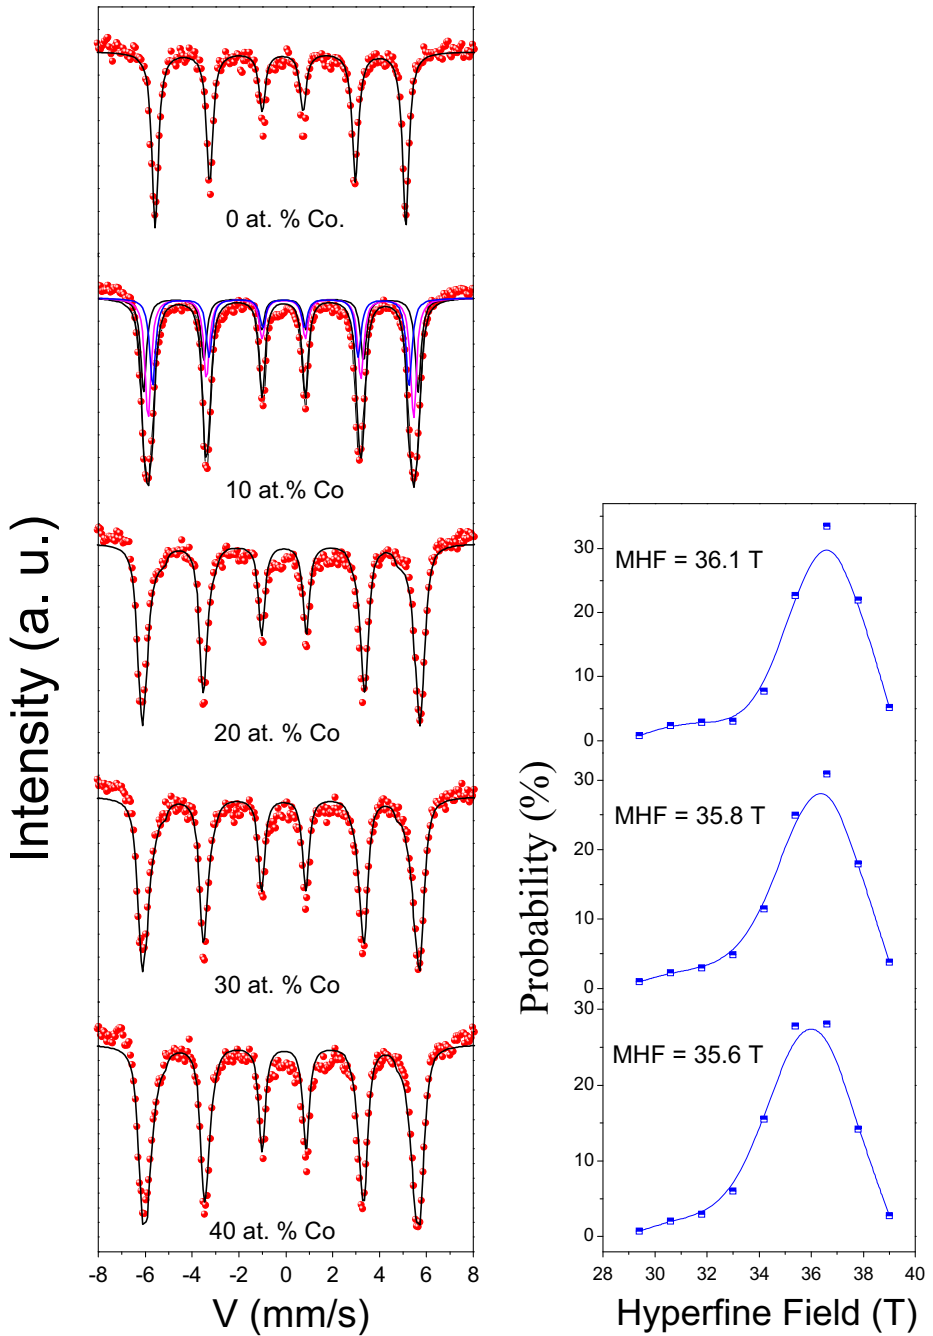 0 at. % Co.
10 at.% Co
20 at. % Co
30 at. % Co
40 at. % Co
Intensity (a. u.)
-8 -6 -4 -2 0 2 4 6 8
V (mm/s)
MHF = 36.1 T
30
20
10
0
MHF = 35.8 T
30
20
10
0
MHF = 35.6 T
30
20
10
0
Probability (%)
28 30 32 34 36 38 40
Hyperfine Field (T)